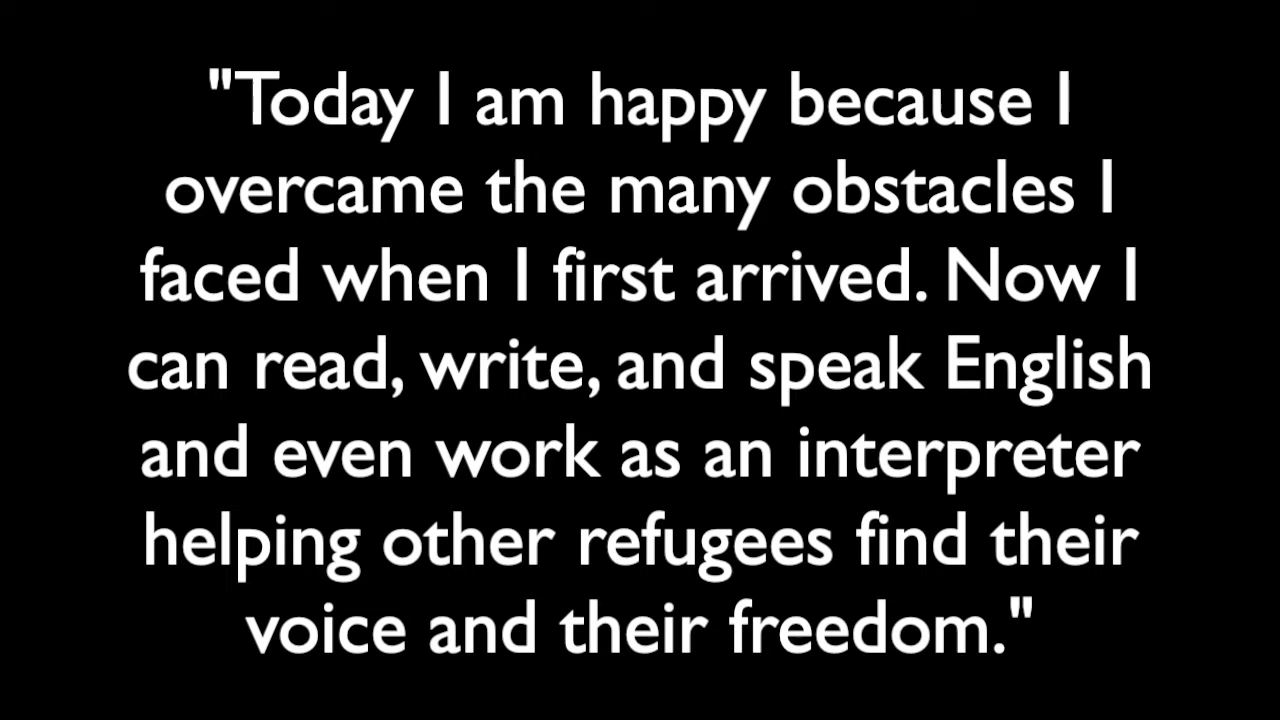 "Today I am happy because I
overcame the many obstacles I
faced when I first arrived. Now I
can read, write, and speak English
and even work as an interpreter
helping other refugees find their
voice and their freedom."